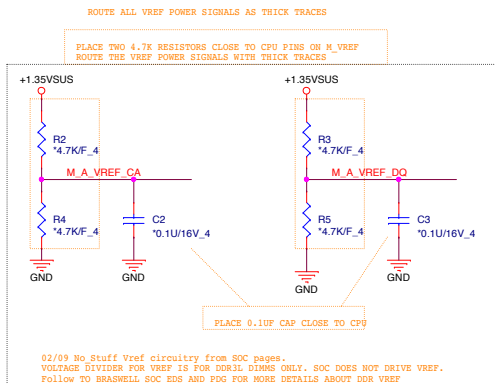 ROUTE ALL VREF POWER SIGNALS AS THICK TRACES
PLACE TWO 4.7K RESISTORS CLOSE TO CPU PINS ON M_VREF
ROUTE THE VREF POWER SIGNALS WITH THICK TRACES
+1.35VSUS
R2
*4.7K/F_4
M_A_VREF_CA
R4
*4.7K/F_4
C2
*0.1U/16V_4
GND
GND
+1.35VSUS
R3
*4.7K/F_4
M_A_VREF_DQ
R5
*4.7K/F_4
C3
*0.1U/16V_4
GND
GND
PLACE 0.1UF CAP CLOSE TO CPU
02/09 No_Stuff Vref circuitry from SOC pages.
VOLTAGE DIVIDER FOR VREF IS FOR DDR3L DIMMS ONLY. SOC DOES NOT DRIVE VREF.
Follow TO BRASWELL SOC EDS AND PDG FOR MORE DETAILS ABOUT DDR VREF